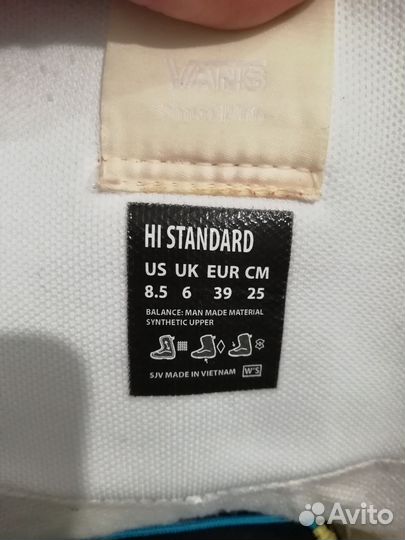 VANS
HI STANDARD
US UK EUR CM
8.5 6 39 25
BALANCE: MAN MADE MATERIAL
SYNTHETIC UPPER
SJV MADE IN VIETNAM W'S
Avito